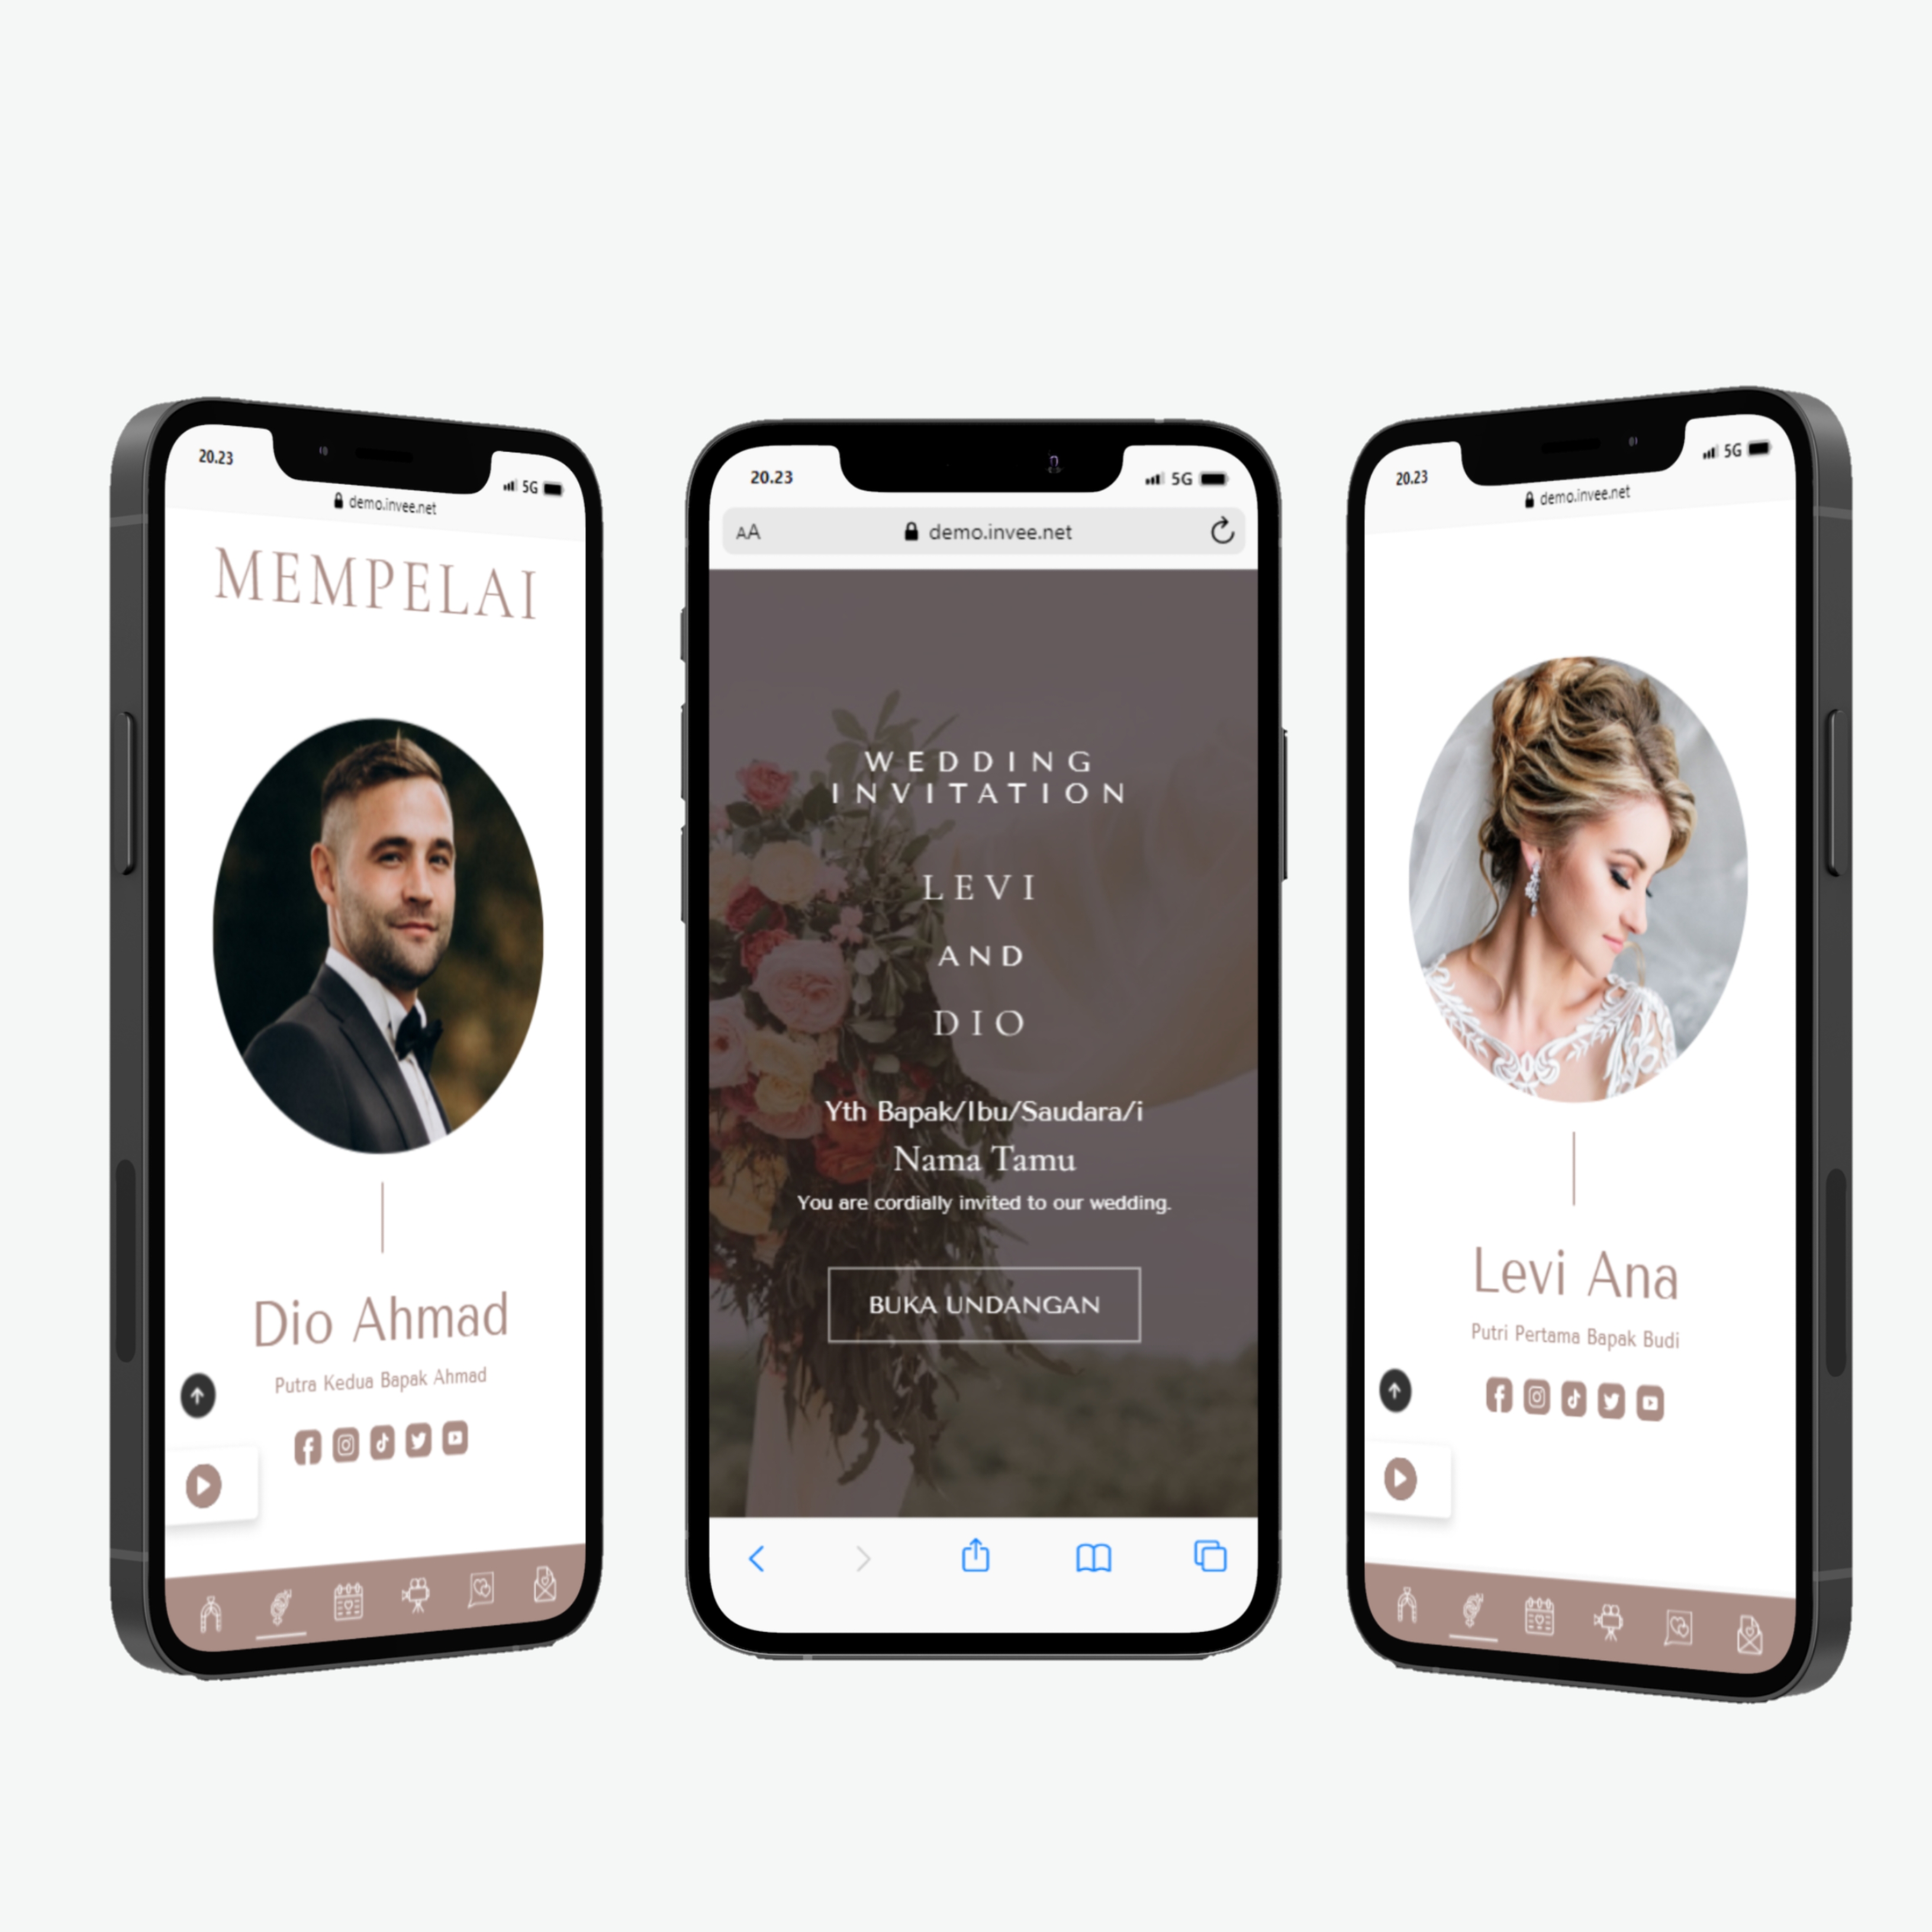 20.23
5G
demo.invee.net
MEMPELAI
Dio Ahmad
Putra Kedua Bapak Ahmad
20.23
5G
AA
demo.invee.net
WEDDING
INVITATION
LEVI
AND
DIO
Yth Bapak/Ibu/Saudara/i
Nama Tamu
You are cordially invited to our wedding.
BUKA UNDANGAN
20.23
5G
demo.invee.net
Levi Ana
Putri Pertama Bapak Budi